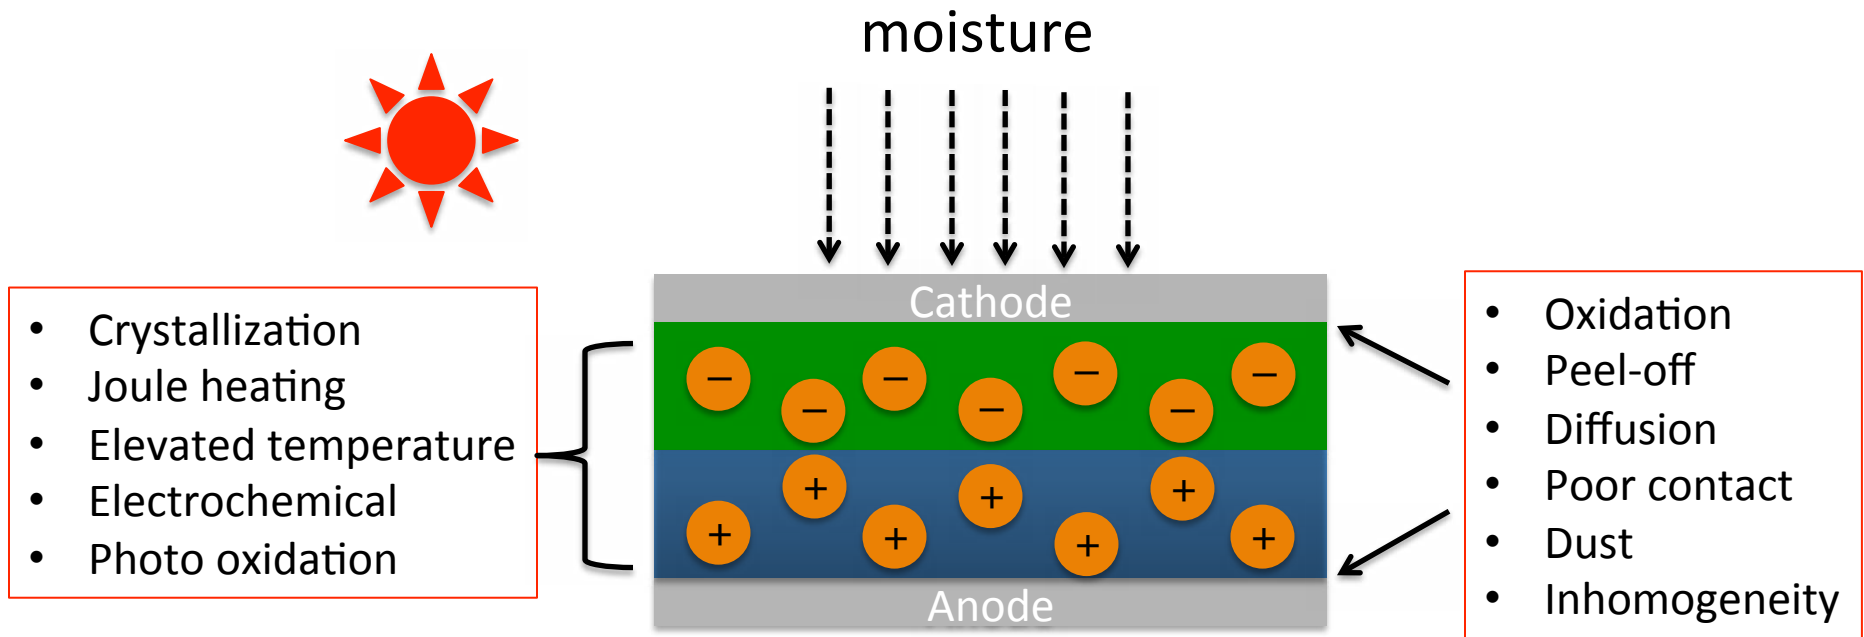 moisture
Cathode
− − − − − − −
+ + + + + + +
Anode
• Crystallization
• Joule heating
• Elevated temperature
• Electrochemical
• Photo oxidation
• Oxidation
• Peel-off
• Diffusion
• Poor contact
• Dust
• Inhomogeneity